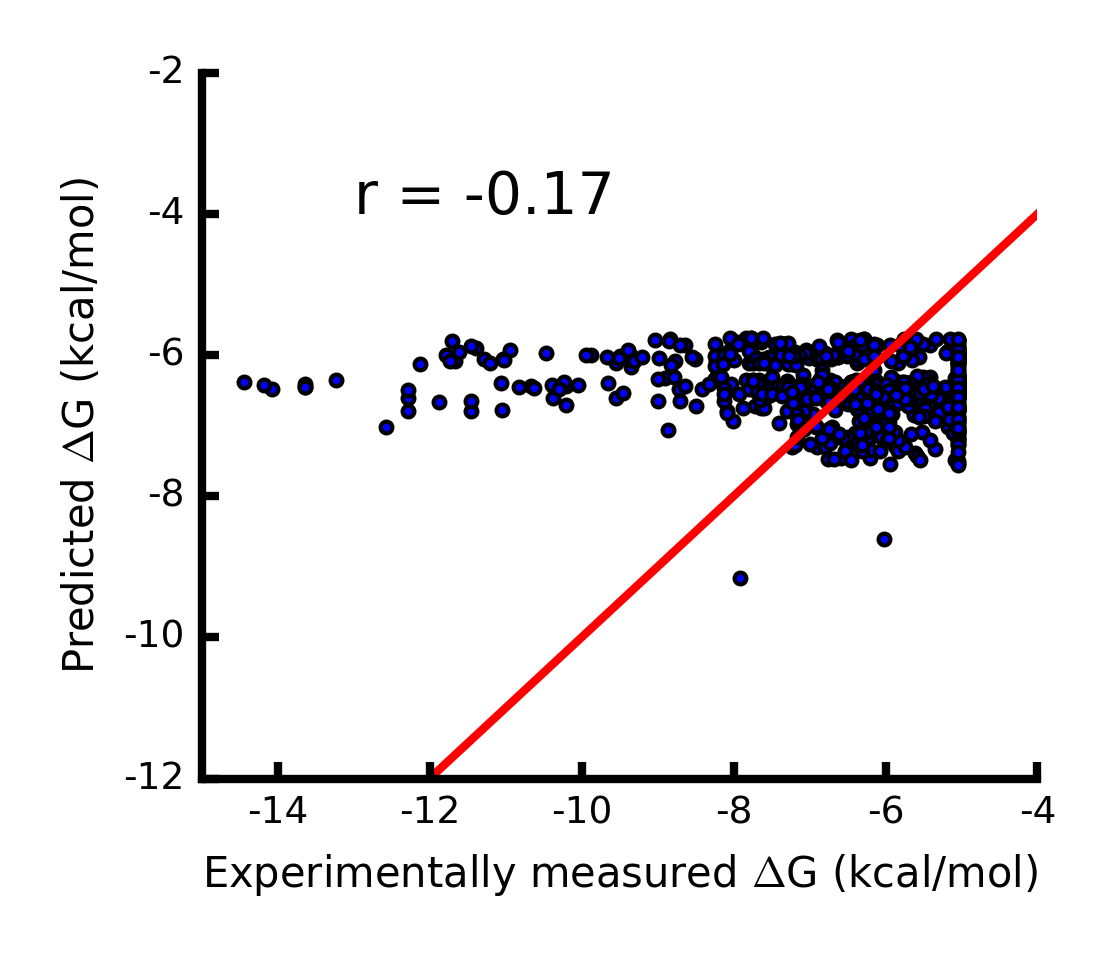 -2
r = -0.17
-4
-6
-8
-10
-12
Predicted ΔG (kcal/mol)
-14 -12 -10 -8 -6 -4
Experimentally measured ΔG (kcal/mol)